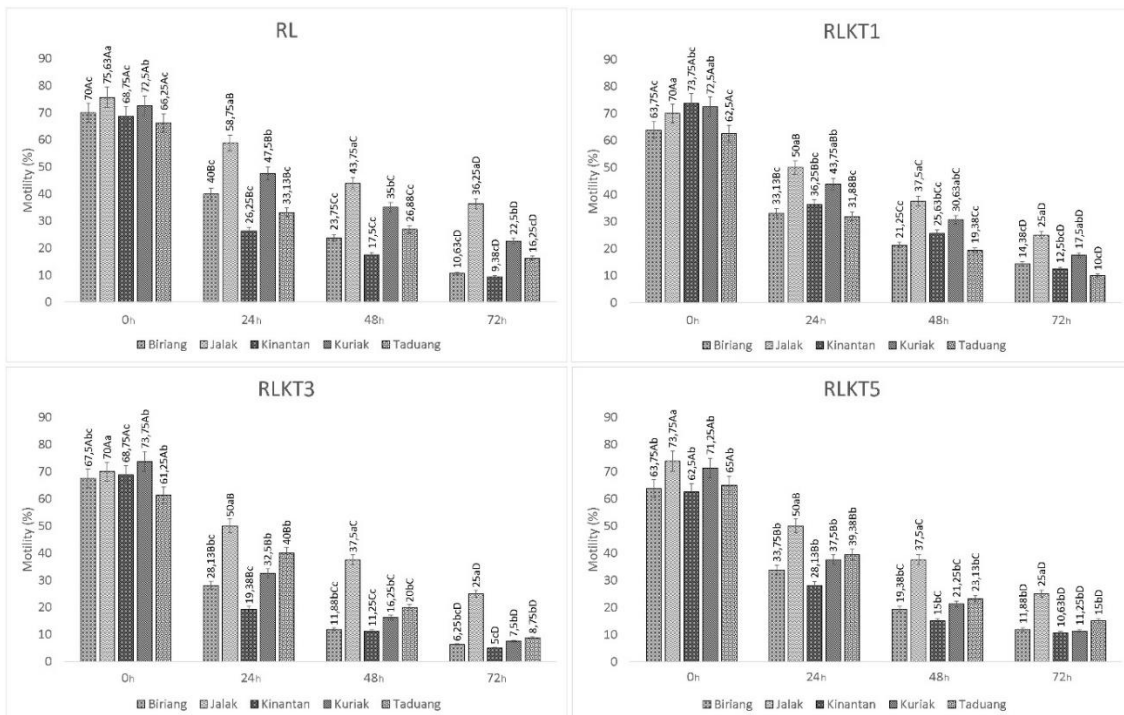 RL
Motility (%)
90
80
70
60
50
40
30
20
10
0
70Ac
75,63Aa
68,75Ac
72,5Ab
66,25Ac
40Bc
58,75aB
26,25Bc
47,5Bb
33,13Bc
23,75Cc
43,75aC
17,5Cc
35bC
26,88Cc
10,63cD
36,25aD
9,38cD
22,5bD
16,25cD
0h
24h
48h
72h
Biriang Jalak Kinantan Kuriak Taduang
RLKT1
Motility (%)
90
80
70
60
50
40
30
20
10
0
63,75Ac
70Aa
73,75Abc
72,5Aab
62,5Ac
33,13Bc
50aB
36,25Bbc
43,75aBb
31,88Bc
21,25Cc
37,5aC
25,63bCc
30,63abC
19,38Cc
14,38cD
25aD
12,5bcD
17,5abD
10cD
0h
24h
48h
72h
Biriang Jalak Kinantan Kuriak Taduang
RLKT3
Motility (%)
90
80
70
60
50
40
30
20
10
0
67,5Abc
70Aa
68,75Ac
73,75Ab
61,25Ab
28,13Bbc
50aB
19,38Bc
32,5Bb
40Bb
11,88bCc
37,5aC
11,25Cc
16,25bC
20bC
6,25bcD
25aD
5cD
7,5bD
8,75bD
0h
24h
48h
72h
Biriang Jalak Kinantan Kuriak Taduang
RLKT5
Motility (%)
90
80
70
60
50
40
30
20
10
0
63,75Ab
73,75Aa
62,5Ab
71,25Ab
65Ab
33,75Bb
50aB
28,13Bb
37,5Bb
39,38Bb
19,38bC
37,5aC
15bC
21,25bC
23,13bC
11,88bD
25aD
10,63bD
11,25bD
15bD
0h
24h
48h
72h
Biriang Jalak Kinantan Kuriak Taduang